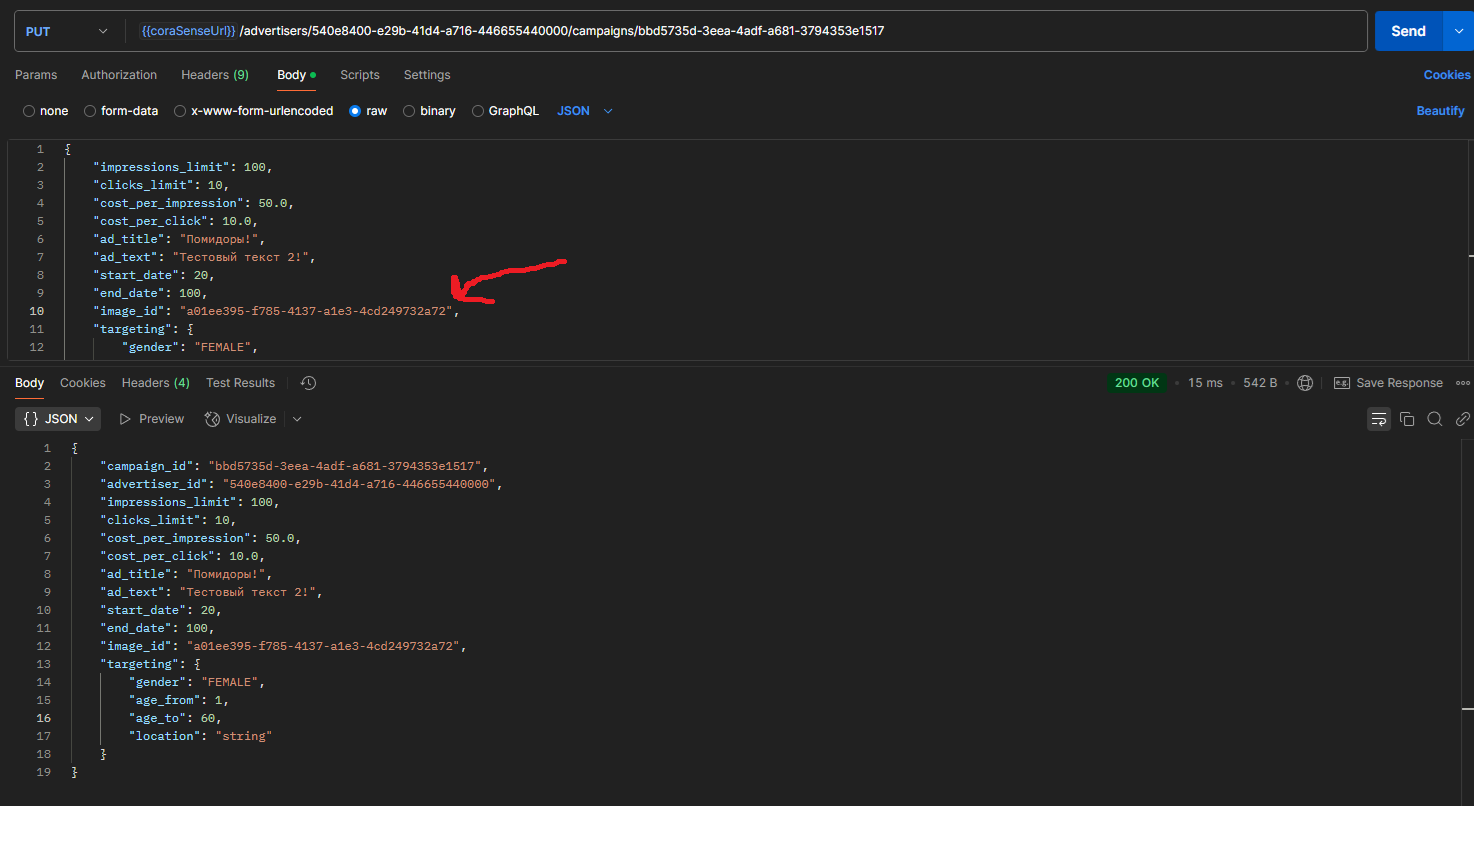 PUT {{coraSenseUrl}} /advertisers/540e8400-e29b-41d4-a716-446655440000/campaigns/bbd5735d-3eea-4adf-a681-3794353e1517 Send
Params Authorization Headers (9) Body Scripts Settings Cookies
none form-data x-www-form-urlencoded raw binary GraphQL JSON Beautify
1 {
2 "impressions_limit": 100,
3 "clicks_limit": 10,
4 "cost_per_impression": 50.0,
5 "cost_per_click": 10.0,
6 "ad_title": "Помидоры!",
7 "ad_text": "Тестовый текст 2!",
8 "start_date": 20,
9 "end_date": 100,
10 "image_id": "a01ee395-f785-4137-a1e3-4cd249732a72",
11 "targeting": {
12 "gender": "FEMALE",
Body Cookies Headers (4) Test Results 200 OK 15 ms 542 B e.g. Save Response
{} JSON Preview Visualize
1 {
2 "campaign_id": "bbd5735d-3eea-4adf-a681-3794353e1517",
3 "advertiser_id": "540e8400-e29b-41d4-a716-446655440000",
4 "impressions_limit": 100,
5 "clicks_limit": 10,
6 "cost_per_impression": 50.0,
7 "cost_per_click": 10.0,
8 "ad_title": "Помидоры!",
9 "ad_text": "Тестовый текст 2!",
10 "start_date": 20,
11 "end_date": 100,
12 "image_id": "a01ee395-f785-4137-a1e3-4cd249732a72",
13 "targeting": {
14 "gender": "FEMALE",
15 "age_from": 1,
16 "age_to": 60,
17 "location": "string"
18 }
19 }